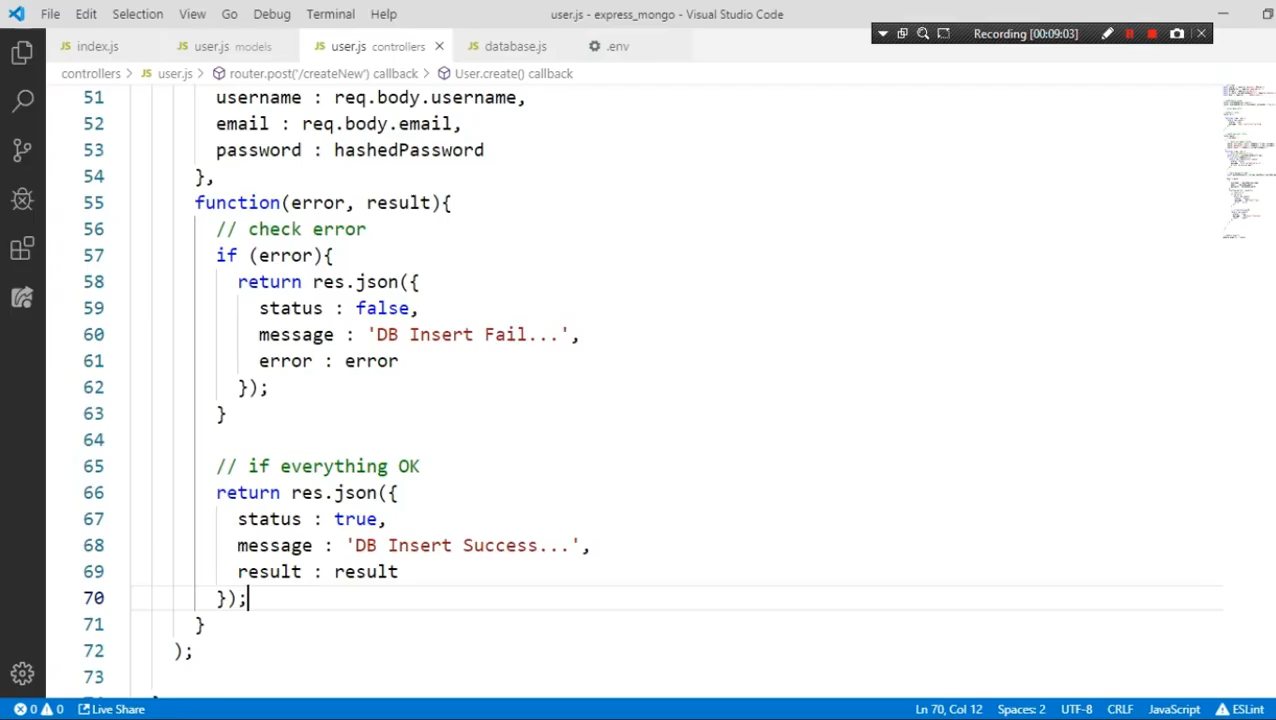 File Edit Selection View Go Debug Terminal Help user.js - express_mongo - Visual Studio Code
JS index.js JS user.js models JS user.js controllers JS database.js .env Recording [00:09:03]
controllers > JS user.js > router.post('/createNew') callback > User.create() callback
51 username : req.body.username,
52 email : req.body.email,
53 password : hashedPassword
54 },
55 function(error, result){
56 // check error
57 if (error){
58 return res.json({
59 status : false,
60 message : 'DB Insert Fail...',
61 error : error
62 });
63 }
64
65 // if everything OK
66 return res.json({
67 status : true,
68 message : 'DB Insert Success...',
69 result : result
70 });
71 }
72 );
73
0 0 Live Share Ln 70, Col 12 Spaces: 2 UTF-8 CRLF JavaScript ESLint